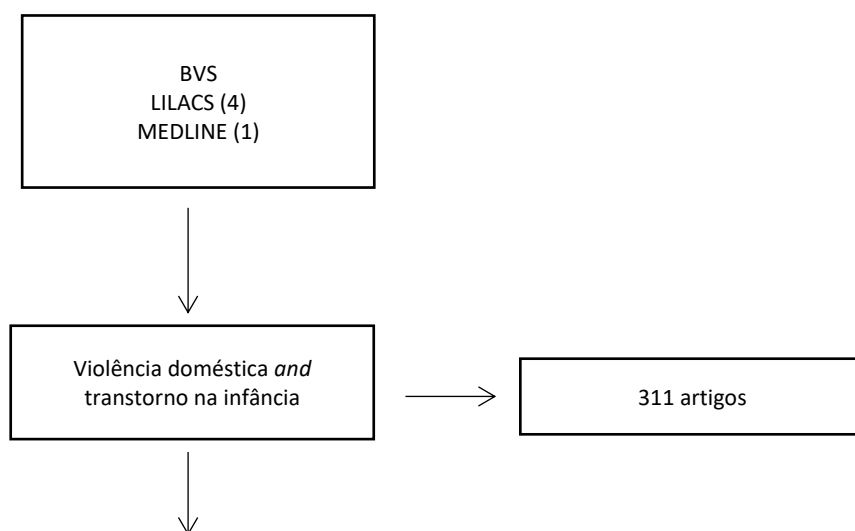 BVS
LILACS (4)
MEDLINE (1)
Violência doméstica and
transtorno na infância
311 artigos